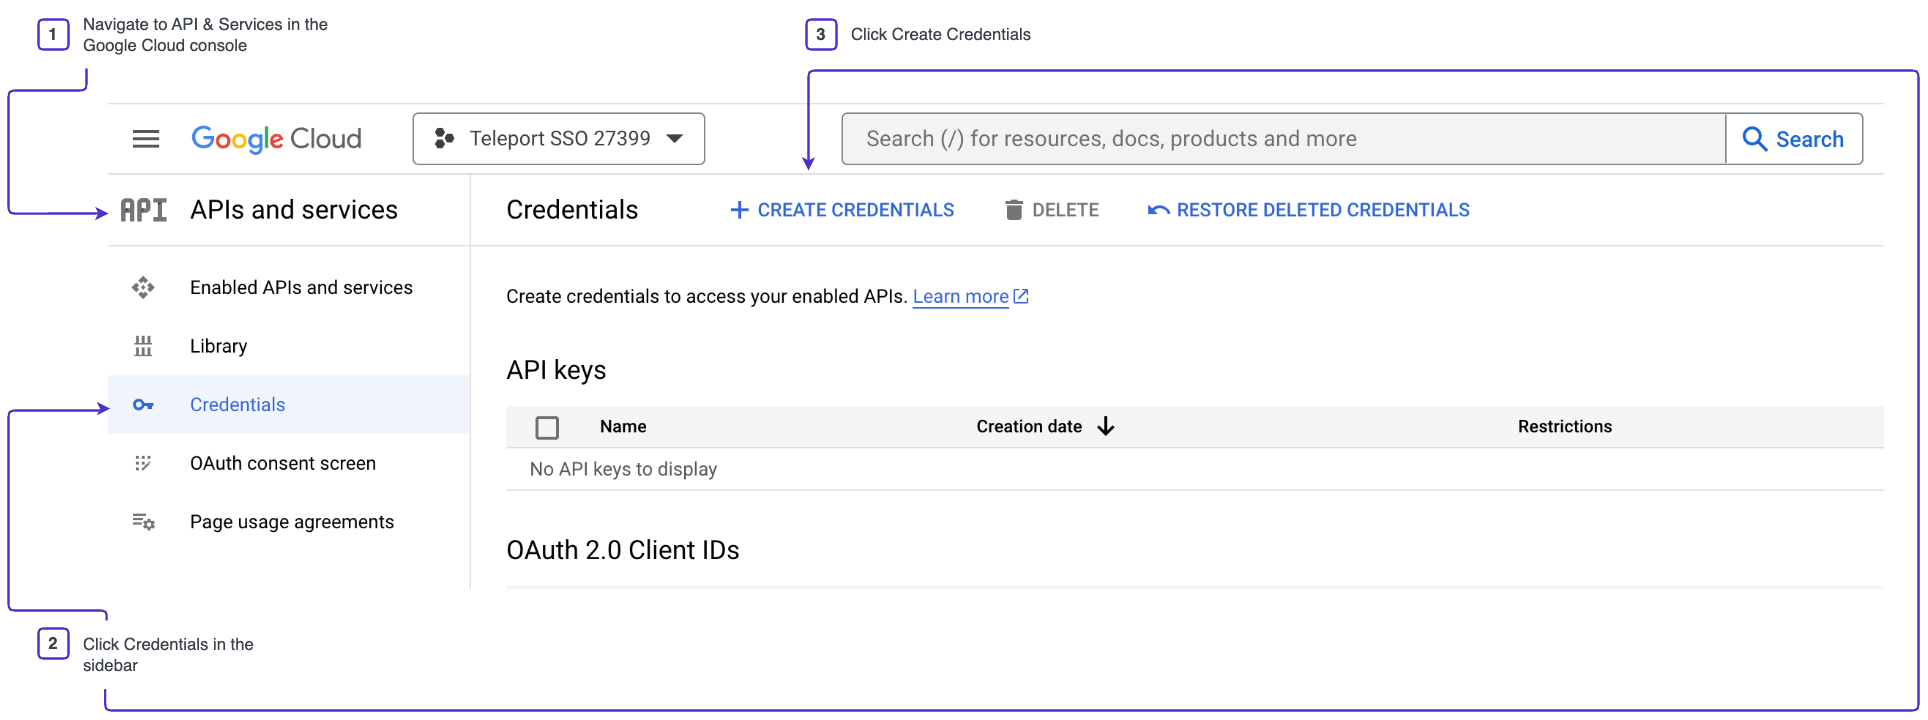 1
Navigate to API & Services in the
Google Cloud console
3
Click Create Credentials
Google Cloud
Teleport SSO 27399
Search (/) for resources, docs, products and more
Search
API
APIs and services
Credentials
+ CREATE CREDENTIALS
DELETE
RESTORE DELETED CREDENTIALS
Enabled APIs and services
Library
Credentials
OAuth consent screen
Page usage agreements
Create credentials to access your enabled APIs. Learn more
API keys
Name
Creation date
Restrictions
No API keys to display
OAuth 2.0 Client IDs
2
Click Credentials in the
sidebar